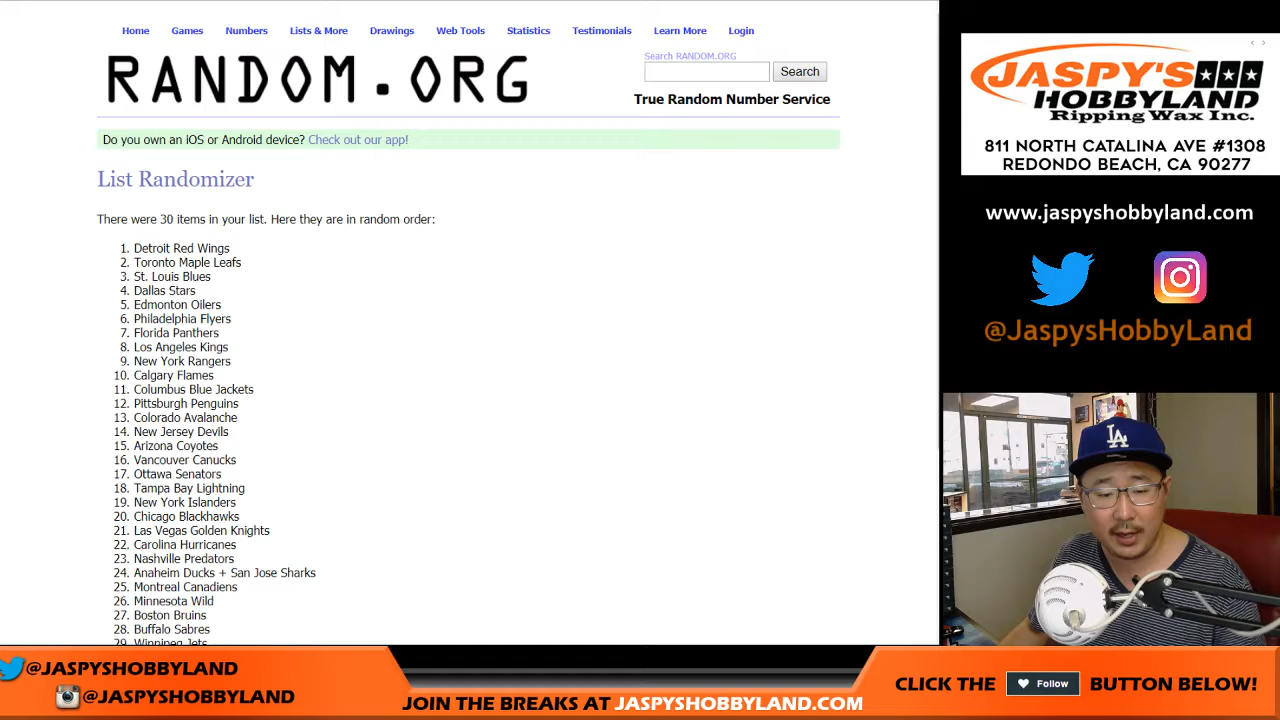 Home Games Numbers Lists & More Drawings Web Tools Statistics Testimonials Learn More Login
RANDOM.ORG
Search RANDOM.ORG
Search
True Random Number Service
Do you own an iOS or Android device? Check out our app!
List Randomizer
There were 30 items in your list. Here they are in random order:
1. Detroit Red Wings
2. Toronto Maple Leafs
3. St. Louis Blues
4. Dallas Stars
5. Edmonton Oilers
6. Philadelphia Flyers
7. Florida Panthers
8. Los Angeles Kings
9. New York Rangers
10. Calgary Flames
11. Columbus Blue Jackets
12. Pittsburgh Penguins
13. Colorado Avalanche
14. New Jersey Devils
15. Arizona Coyotes
16. Vancouver Canucks
17. Ottawa Senators
18. Tampa Bay Lightning
19. New York Islanders
20. Chicago Blackhawks
21. Las Vegas Golden Knights
22. Carolina Hurricanes
23. Nashville Predators
24. Anaheim Ducks + San Jose Sharks
25. Montreal Canadiens
26. Minnesota Wild
27. Boston Bruins
28. Buffalo Sabres
29. Winnipeg Jets
JASPY'S
HOBBYLAND
Ripping Wax Inc.
811 NORTH CATALINA AVE #1308
REDONDO BEACH, CA 90277
www.jaspyshobbyland.com
@JaspysHobbyLand
LA
@JASPYSHOBBYLAND
@JASPYSHOBBYLAND
JOIN THE BREAKS AT JASPYSHOBBYLAND.COM
CLICK THE Follow BUTTON BELOW!